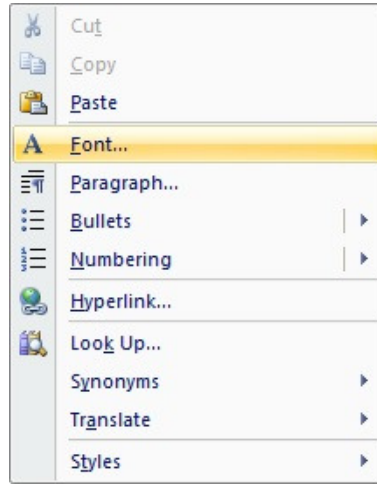 Cut
Copy
Paste
Font...
Paragraph...
Bullets
Numbering
Hyperlink...
Look Up...
Synonyms
Translate
Styles